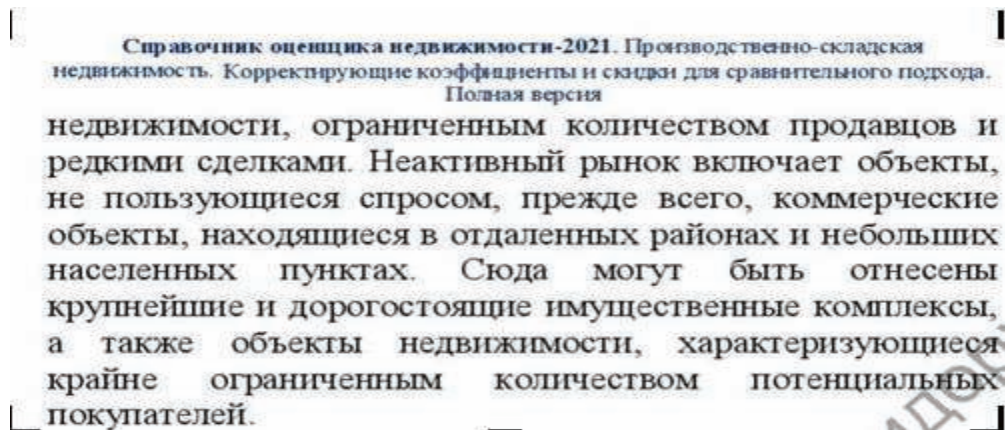 Справочник оценщика недвижимости-2021. Производственно-складская
недвижимость. Корректирующие коэффициенты и скидки для сравнительного подхода.
Полная версия
недвижимости, ограниченным количеством продавцов и
редкими сделками. Неактивный рынок включает объекты,
не пользующиеся спросом, прежде всего, коммерческие
объекты, находящиеся в отдаленных районах и небольших
населенных пунктах. Сюда могут быть отнесены
крупнейшие и дорогостоящие имущественные комплексы,
а также объекты недвижимости, характеризующиеся
крайне ограниченным количеством потенциальных
покупателей.